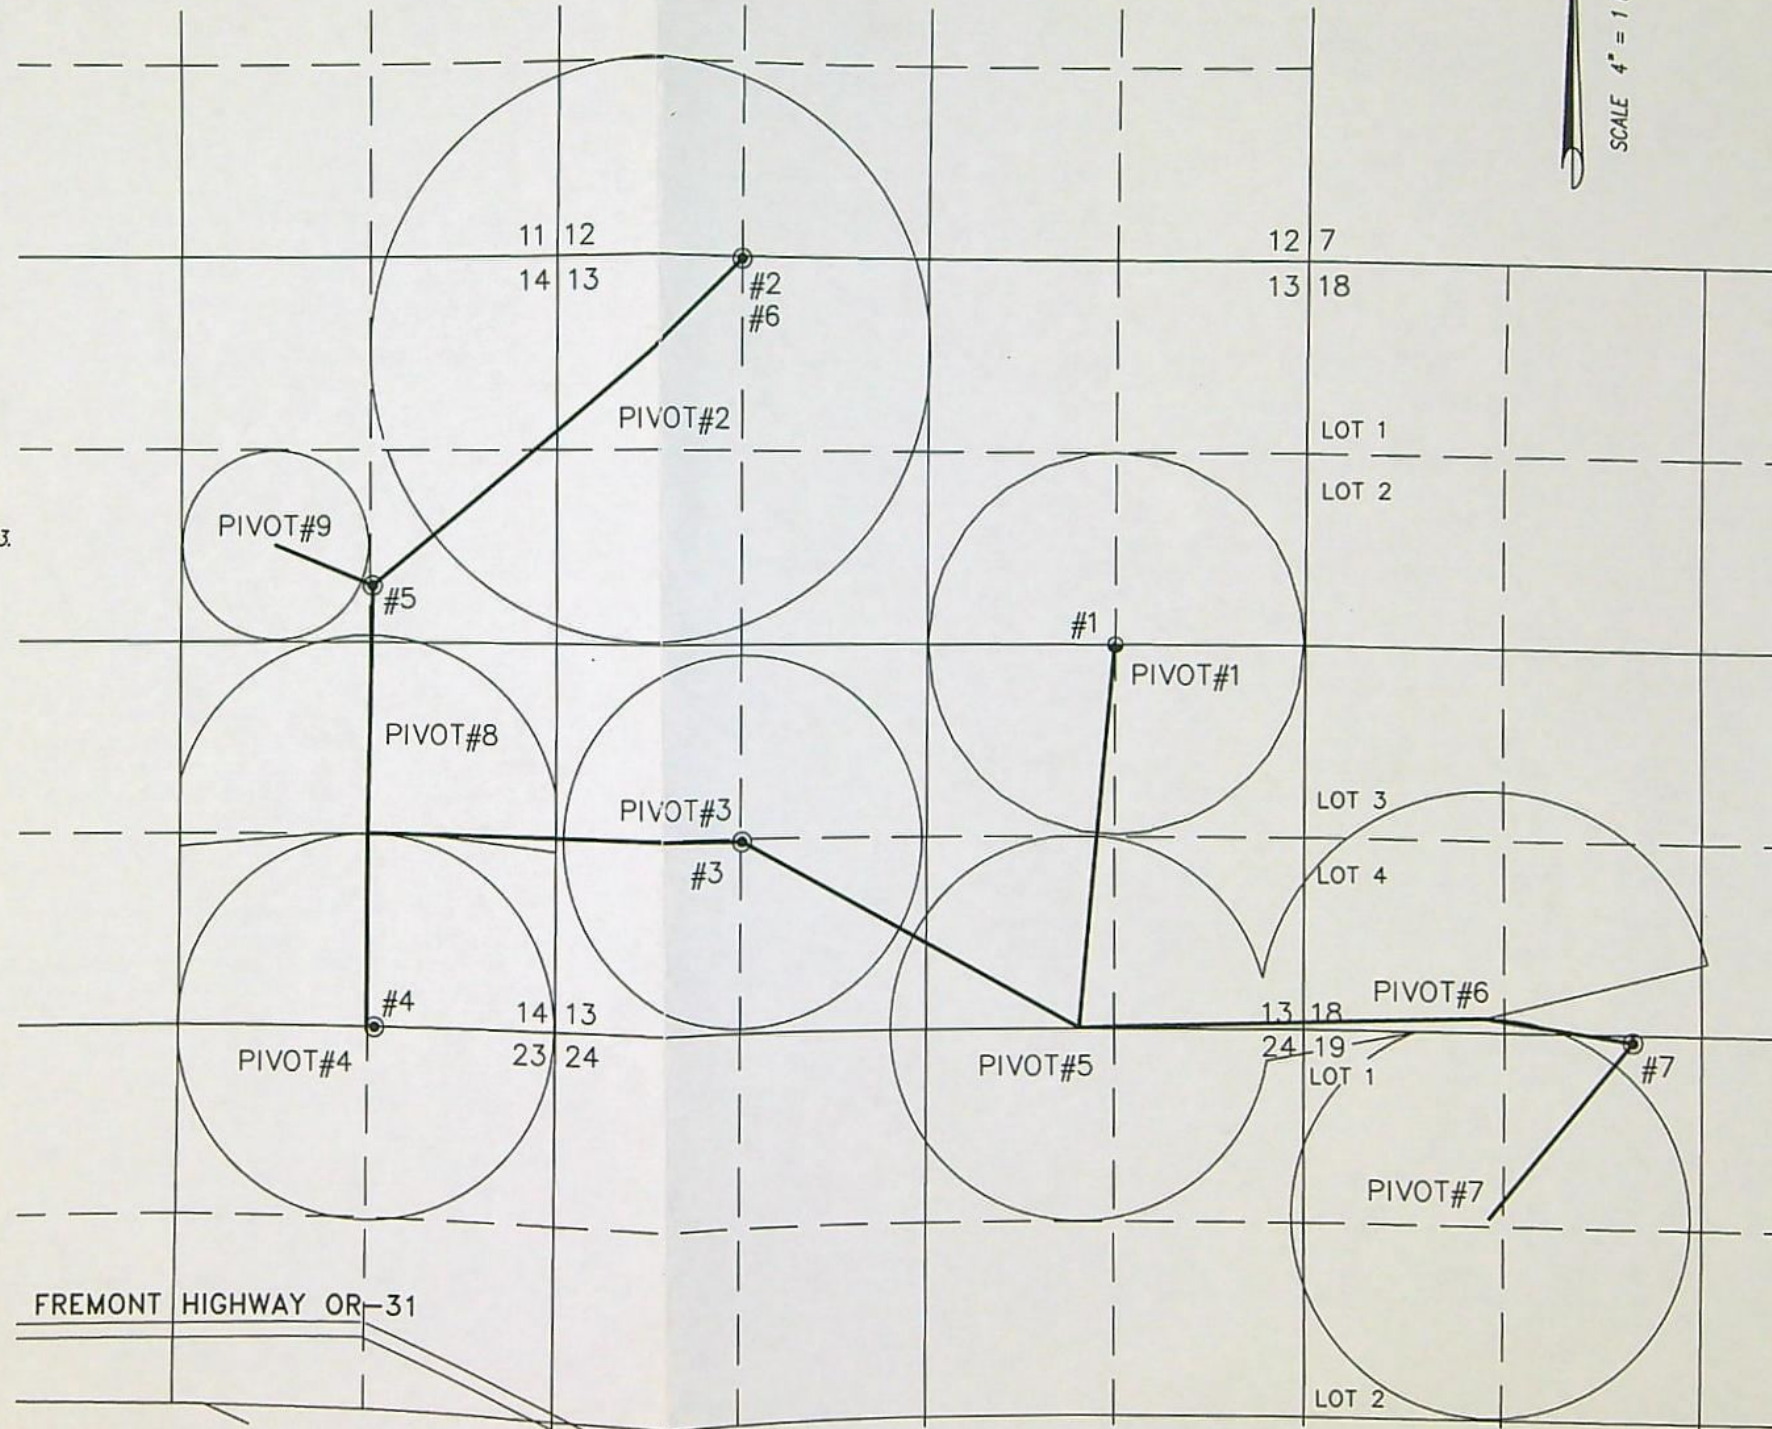 SCALE 4" = 1
11 12
12 7
14 13
13 18
#2
#6
PIVOT#2
LOT 1
LOT 2
PIVOT#9
3.
#5
#1
PIVOT#1
PIVOT#8
PIVOT#3
LOT 3
#3
LOT 4
PIVOT#6
#4
14 13
13 18
23 24
24 19
PIVOT#4
PIVOT#5
LOT 1
#7
PIVOT#7
FREMONT HIGHWAY OR-31
LOT 2